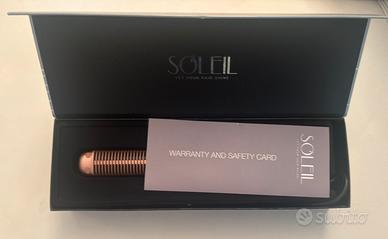 SOLEIL
LET YOUR HAIR SHINE
WARRANTY AND SAFETY CARD
SOLEIL
subito